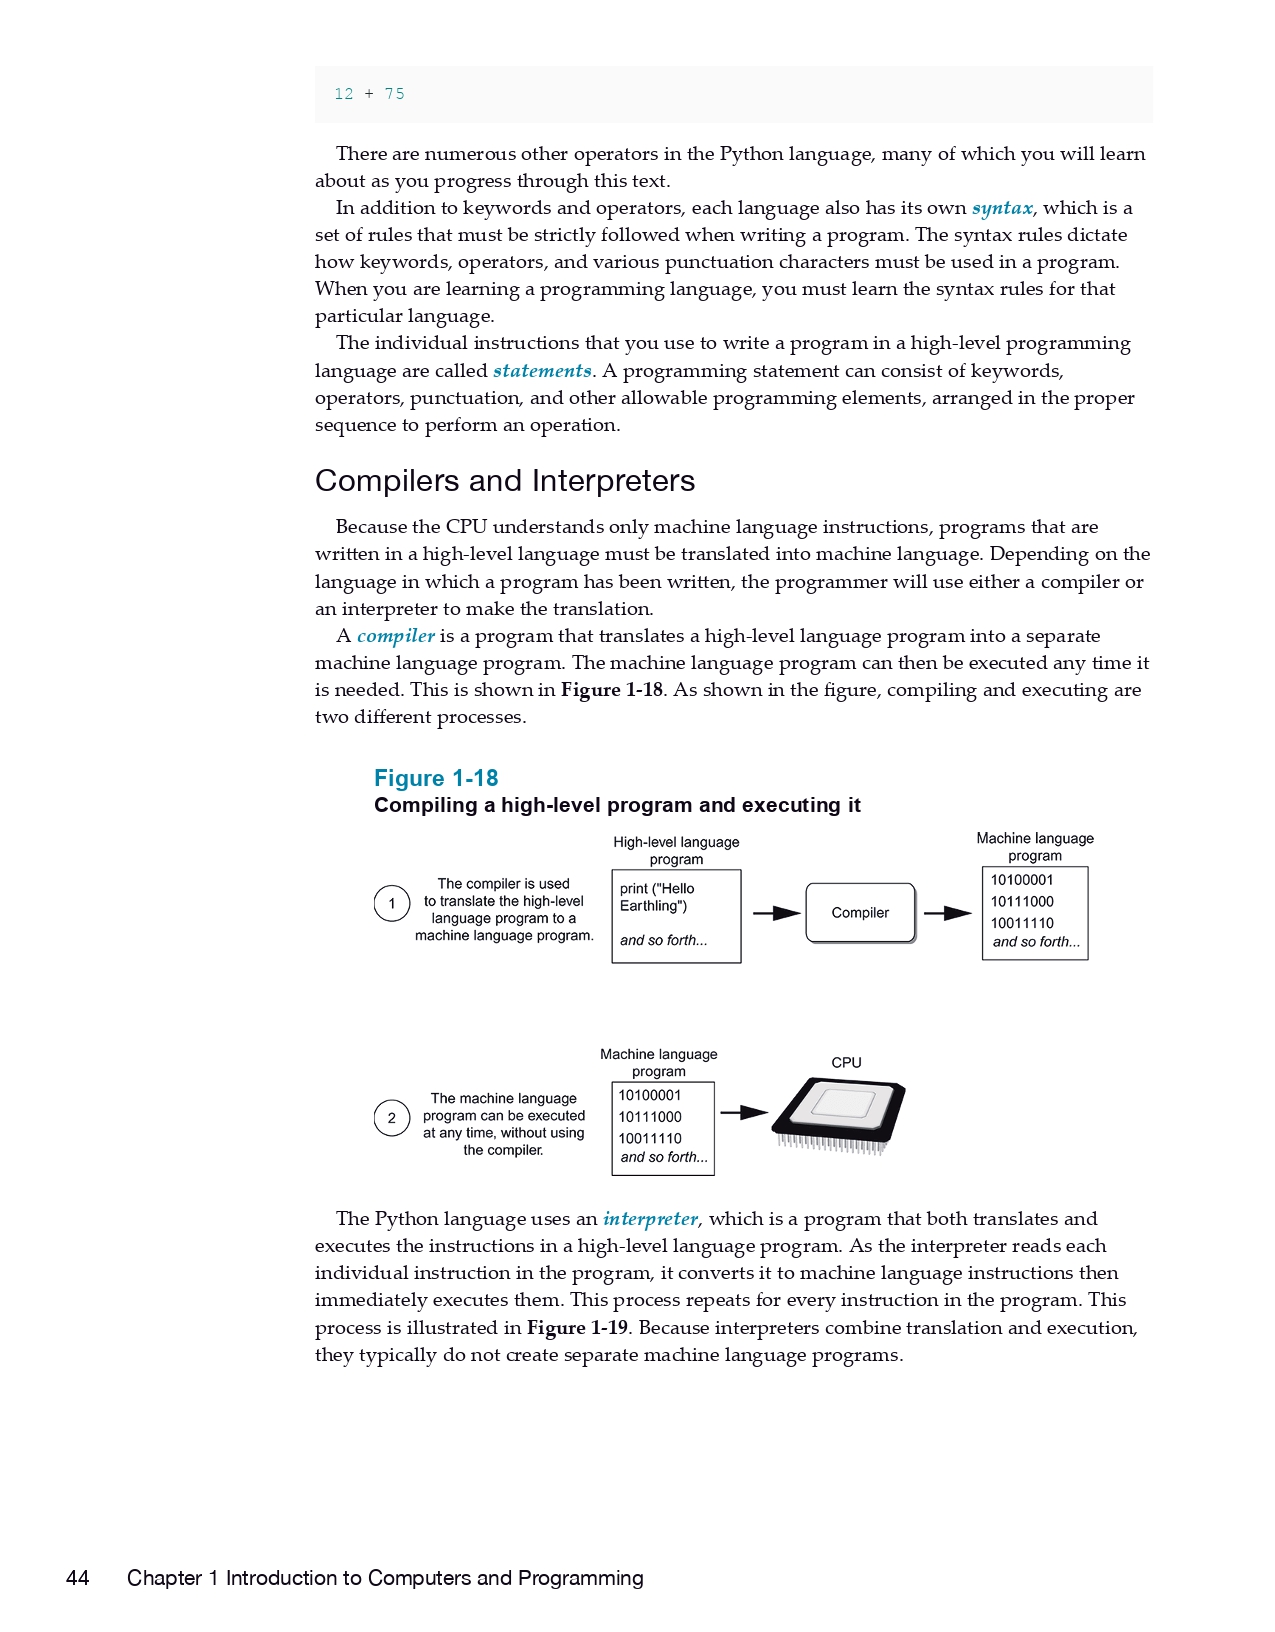 12 + 75
There are numerous other operators in the Python language, many of which you will learn
about as you progress through this text.
In addition to keywords and operators, each language also has its own syntax, which is a
set of rules that must be strictly followed when writing a program. The syntax rules dictate
how keywords, operators, and various punctuation characters must be used in a program.
When you are learning a programming language, you must learn the syntax rules for that
particular language.
The individual instructions that you use to write a program in a high-level programming
language are called statements. A programming statement can consist of keywords,
operators, punctuation, and other allowable programming elements, arranged in the proper
sequence to perform an operation.
Compilers and Interpreters
Because the CPU understands only machine language instructions, programs that are
written in a high-level language must be translated into machine language. Depending on the
language in which a program has been written, the programmer will use either a compiler or
an interpreter to make the translation.
A compiler is a program that translates a high-level language program into a separate
machine language program. The machine language program can then be executed any time it
is needed. This is shown in Figure 1-18. As shown in the figure, compiling and executing are
two different processes.
Figure 1-18
Compiling a high-level program and executing it
1
The compiler is used
to translate the high-level
language program to a
machine language program.
High-level language
program
print ("Hello
Earthling")
and so forth...
Compiler
Machine language
program
10100001
10111000
10011110
and so forth...
2
The machine language
program can be executed
at any time, without using
the compiler.
Machine language
program
10100001
10111000
10011110
and so forth...
CPU
The Python language uses an interpreter, which is a program that both translates and
executes the instructions in a high-level language program. As the interpreter reads each
individual instruction in the program, it converts it to machine language instructions then
immediately executes them. This process repeats for every instruction in the program. This
process is illustrated in Figure 1-19. Because interpreters combine translation and execution,
they typically do not create separate machine language programs.
44 Chapter 1 Introduction to Computers and Programming